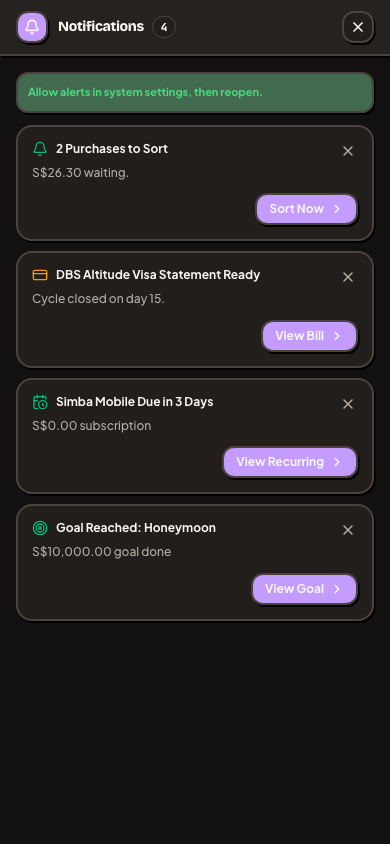 Notifications 4
Allow alerts in system settings, then reopen.
2 Purchases to Sort
S$26.30 waiting.
Sort Now
DBS Altitude Visa Statement Ready
Cycle closed on day 15.
View Bill
Simba Mobile Due in 3 Days
S$0.00 subscription
View Recurring
Goal Reached: Honeymoon
S$10,000.00 goal done
View Goal